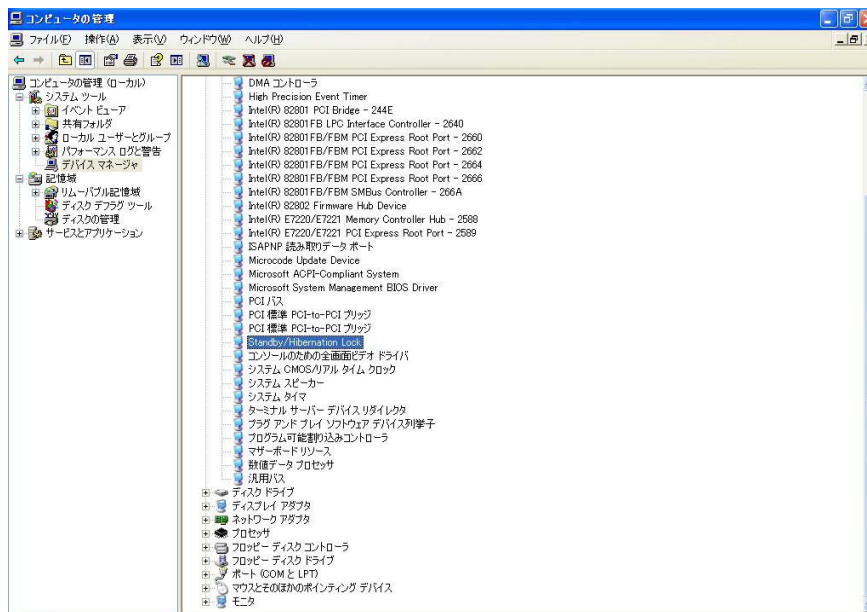 コンピュータの管理
ファイル(F) 操作(A) 表示(V) ウィンドウ(W) ヘルプ(H)
コンピュータの管理 (ローカル)
システム ツール
イベント ビューア
共有フォルダ
ローカル ユーザーとグループ
パフォーマンス ログと警告
デバイス マネージャ
記憶域
リムーバブル記憶域
ディスク デフラグ ツール
ディスクの管理
サービスとアプリケーション
DMA コントローラ
High Precision Event Timer
Intel(R) 82801 PCI Bridge - 244E
Intel(R) 82801FB LPC Interface Controller - 2640
Intel(R) 82801FB/FBM PCI Express Root Port - 2660
Intel(R) 82801FB/FBM PCI Express Root Port - 2662
Intel(R) 82801FB/FBM PCI Express Root Port - 2664
Intel(R) 82801FB/FBM PCI Express Root Port - 2666
Intel(R) 82801FB/FBM SMBus Controller - 266A
Intel(R) 82802 Firmware Hub Device
Intel(R) E7220/E7221 Memory Controller Hub - 2588
Intel(R) E7220/E7221 PCI Express Root Port - 2589
ISAPNP 読み取りデータ ポート
Microcode Update Device
Microsoft ACPI-Compliant System
Microsoft System Management BIOS Driver
PCI バス
PCI 標準 PCI-to-PCI ブリッジ
PCI 標準 PCI-to-PCI ブリッジ
Standby/Hibernation Lock
コンソールのための全画面ビデオ ドライバ
システム CMOS/リアル タイム クロック
システム スピーカー
システム タイマ
ターミナル サーバー デバイス リダイレクタ
プラグ アンド プレイ ソフトウェア デバイス列挙子
プログラム可能割り込みコントローラ
マザーボード リソース
数値データ プロセッサ
汎用バス
ディスク ドライブ
ディスプレイ アダプタ
ネットワーク アダプタ
プロセッサ
フロッピー ディスク コントローラ
フロッピー ディスク ドライブ
ポート (COM と LPT)
マウスとそのほかのポインティング デバイス
モニタ